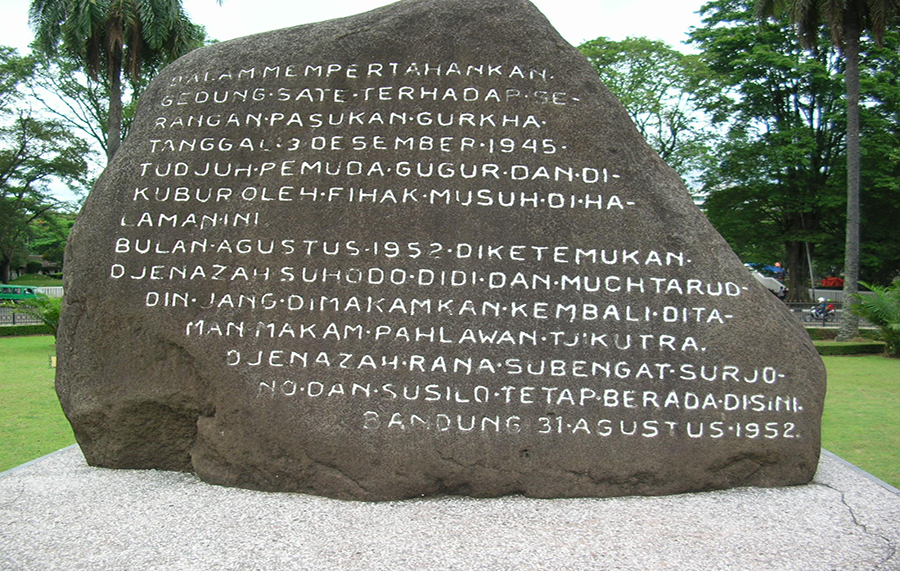 DALAM·MEMPERTAHANKAN·
GEDUNG·SATE·TERHADAP·SE-
RANGAN·PASUKAN·GURKHA·
TANGGAL·3·DESEMBER·1945·
TUDJUH·PEMUDA·GUGUR·DAN·DI-
KUBUR·OLEH·FIHAK·MUSUH·DI·HA-
LAMAN·INI
BULAN·AGUSTUS·1952·DIKETEMUKAN·
DJENAZAH·SUHODO·DIDI·DAN·MUCHTARUD-
DIN·JANG·DIMAKAMKAN·KEMBALI·DITA-
MAN·MAKAM·PAHLAWAN·TJIKUTRA.
DJENAZAH·RANA·SUBENGAT·SURJO-
NO·DAN·SUSILO·TETAP·BERADA·DISINI.
BANDUNG 31·AGUSTUS·1952.